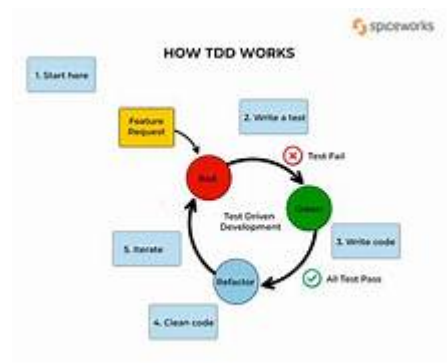 spiceworks
HOW TDD WORKS
1. Start here
Feature
Request
2. Write a test
Test Fail
Red
Green
Test Driven
Development
3. Write code
5. Iterate
Refactor
All Test Pass
4. Clean code